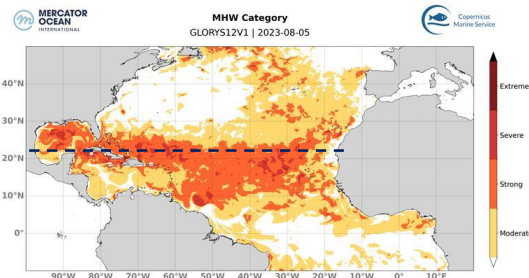 MERCATOR
OCEAN
INTERNATIONAL
MHW Category
GLORYS12V1 | 2023-08-05
Copernicus
Marine Service
40°N
30°N
20°N
10°N
0°
90°W 80°W 70°W 60°W 50°W 40°W 30°W 20°W 10°W 0° 10°E
Extreme
Severe
Strong
Moderat